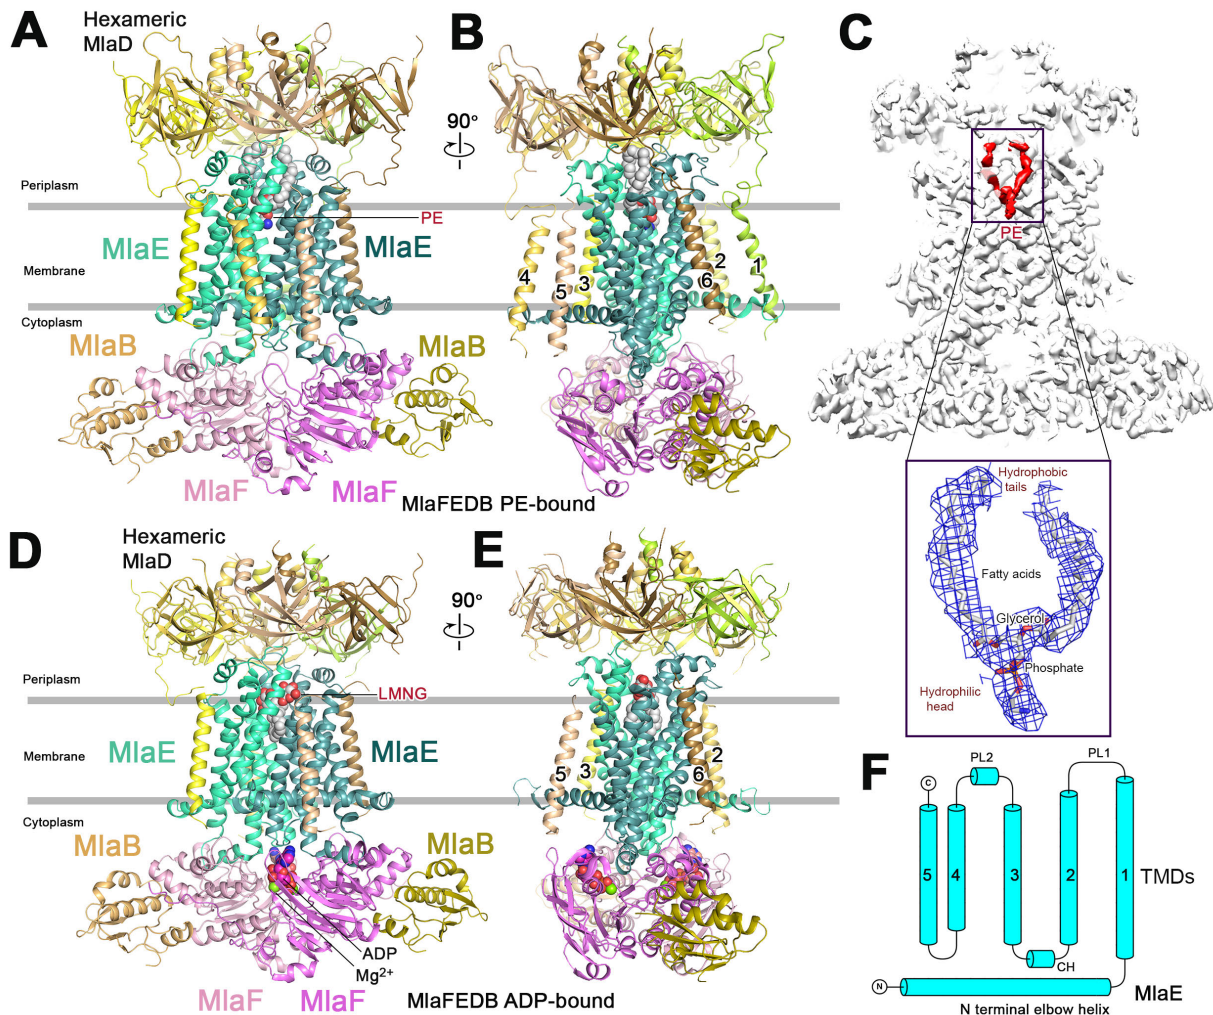 A
Hexameric
MlaD
Periplasm
PE
MlaE
MlaE
Membrane
Cytoplasm
MlaB
MlaB
MlaF
MlaF
MlaFEDB PE-bound
B
90°
4
5
3
2
6
1
C
PE
Hydrophobic
tails
Fatty acids
Glycerol
Phosphate
Hydrophilic
head
D
Hexameric
MlaD
Periplasm
LMNG
MlaE
MlaE
Membrane
Cytoplasm
MlaB
MlaB
ADP
Mg2+
MlaF
MlaF
MlaFEDB ADP-bound
E
90°
5
3
6
2
F
PL2
PL1
C
5
4
3
2
1
TMDs
CH
N
MlaE
N terminal elbow helix